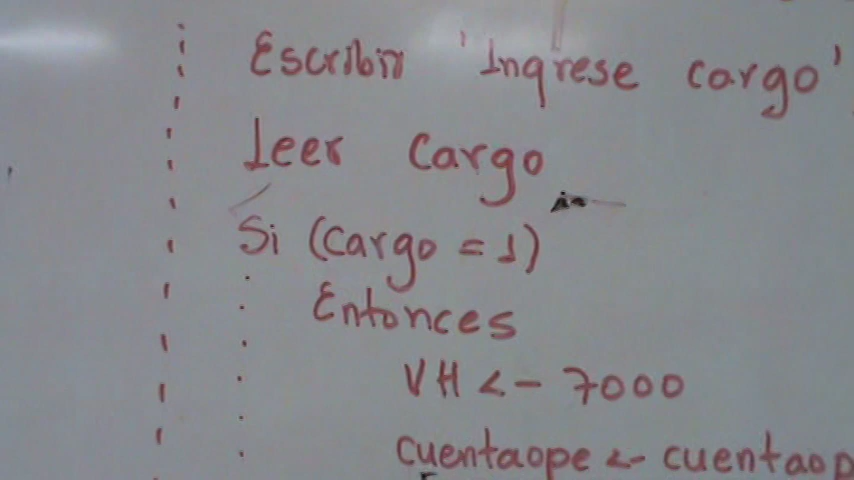 Escribir 'Ingrese cargo'
Leer Cargo
Si (Cargo = 1)
Entonces
VH <- 7000
cuentaope <- cuentaop